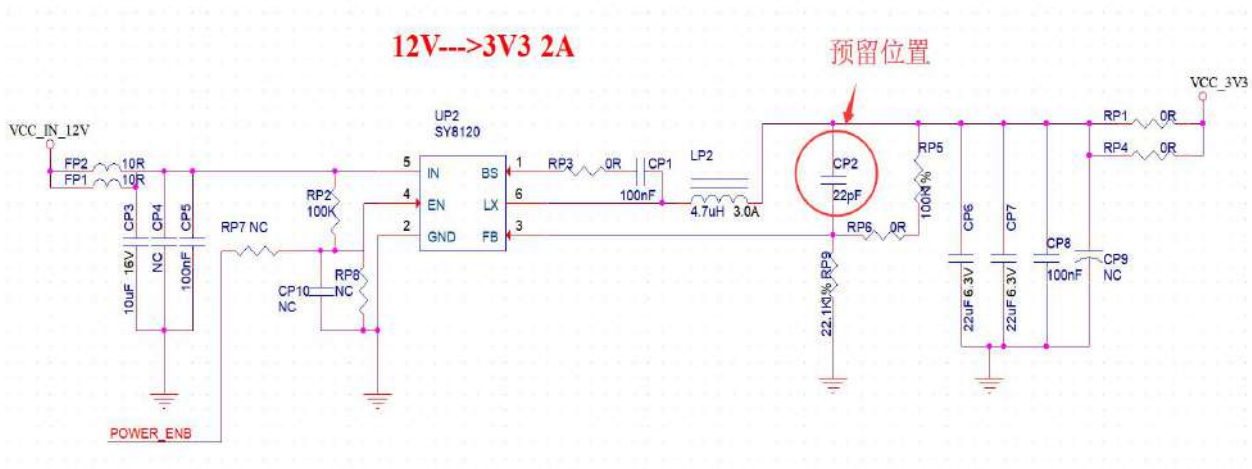 12V--->3V3 2A
预留位置
VCC_3V3
VCC_IN_12V
UP2
SY8120
RP1 0R
RP4 0R
FP2 10R
FP1 10R
5 IN BS 1
4 EN LX 6
2 GND FB 3
RP3 0R
CP1
100nF
LP2
4.7uH 3.0A
CP2
22pF
RP5
100K1%
RP6 0R
RP9
22.1K1%
RP2
100K
RP7 NC
RP8
NC
CP10
NC
CP3
10uF 16V
CP4
NC
CP5
100nF
CP6
22uF 6.3V
CP7
22uF 6.3V
CP8
100nF
CP9
NC
POWER_ENB